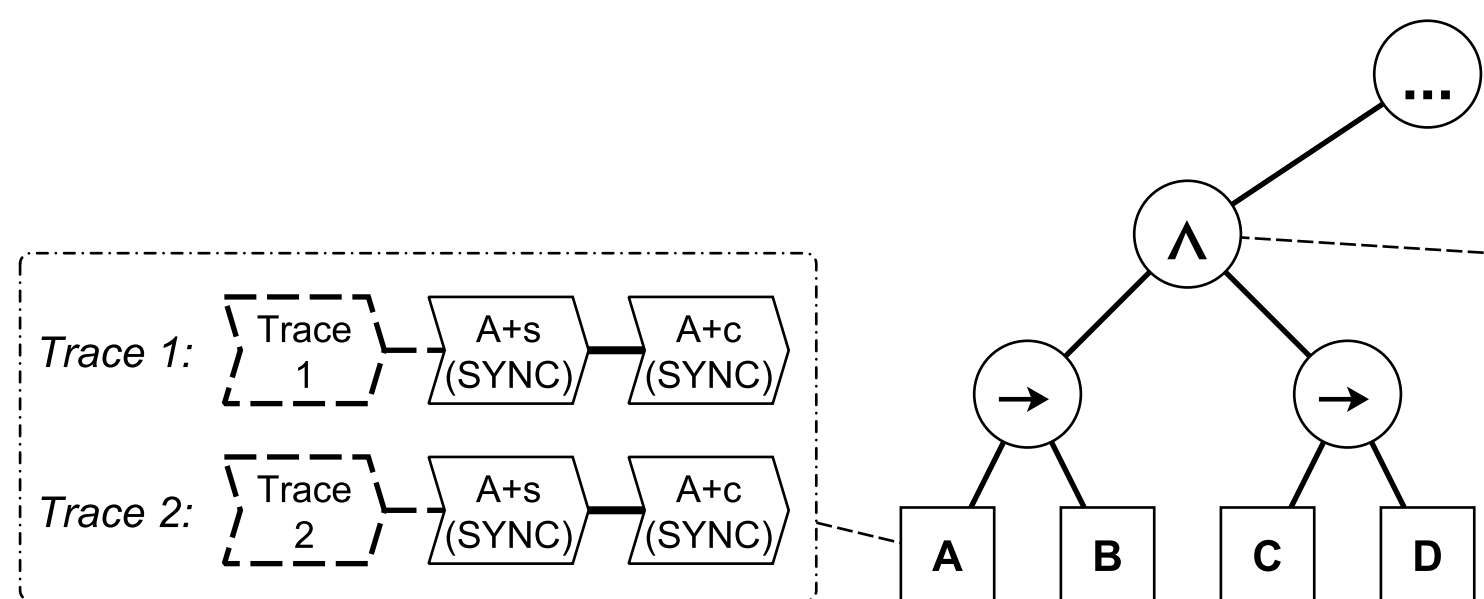 ...
∧
Trace 1:
Trace
1
A+s
(SYNC)
A+c
(SYNC)
→
→
Trace 2:
Trace
2
A+s
(SYNC)
A+c
(SYNC)
A
B
C
D